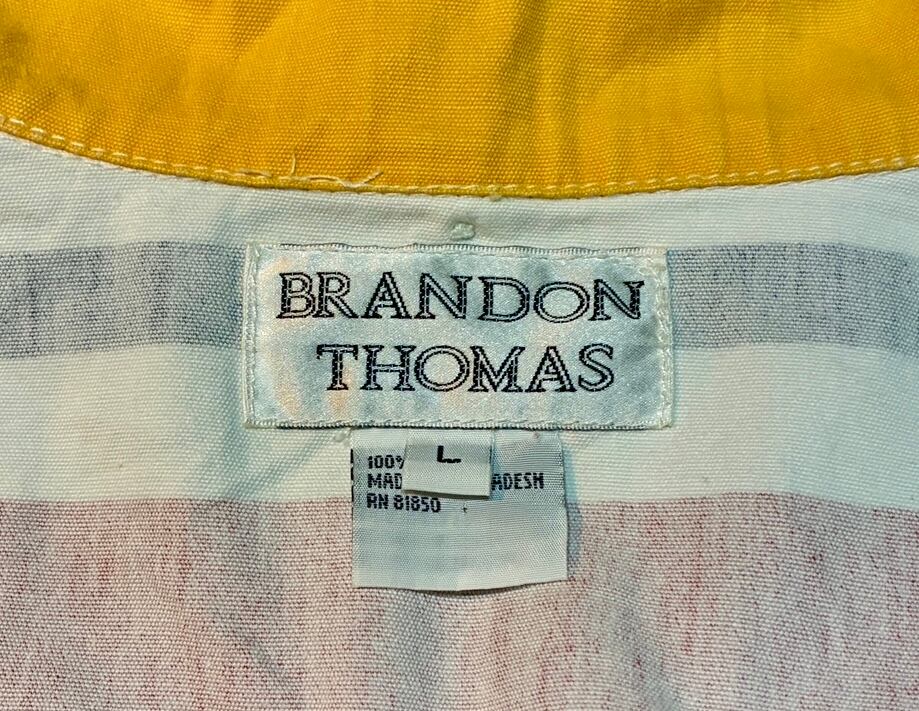 BRANDON
THOMAS
L
100%
MAD ADESH
RN 81850